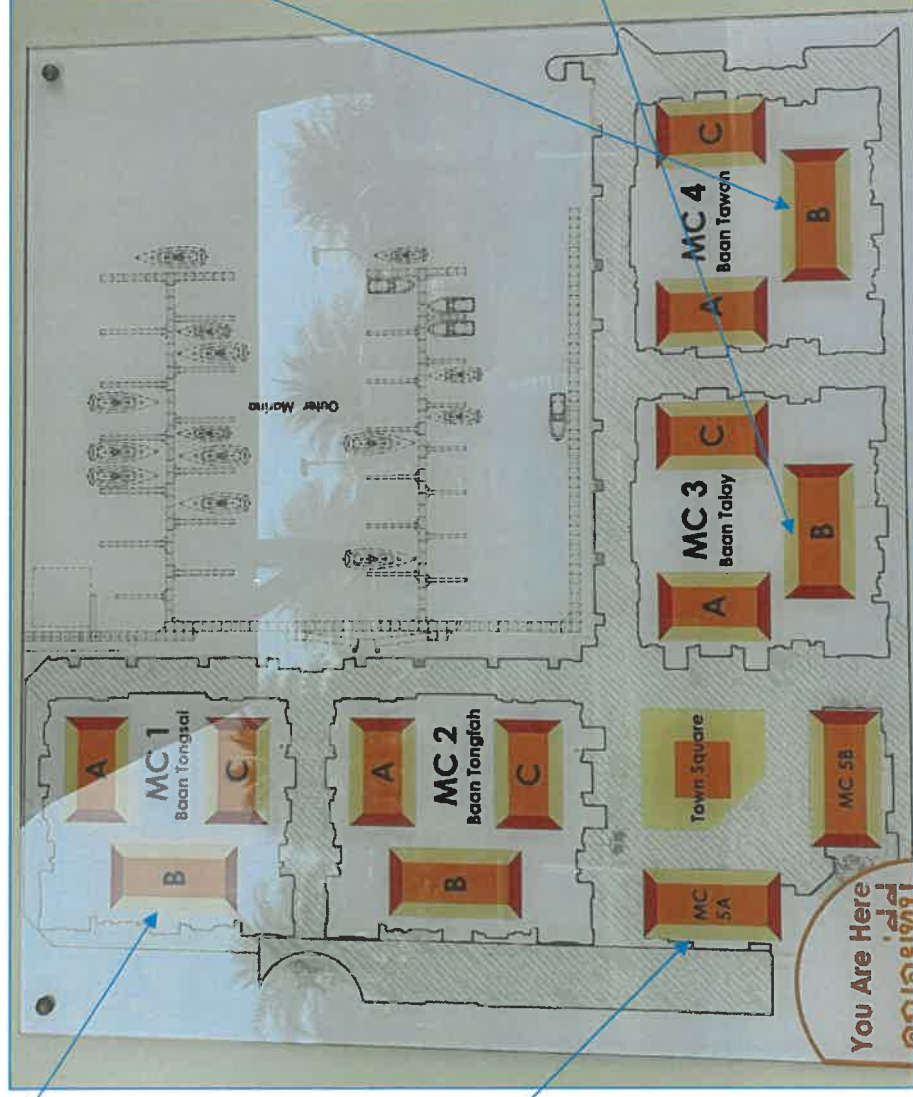 A
MC 1
Baan Tongsai
B
C
A
MC 2
Baan Tongfah
B
C
Outer Marina
Town Square
MC
5A
MC 5B
A
MC 3
Baan Talay
B
C
A
MC 4
Baan Tawan
B
C
You Are Here